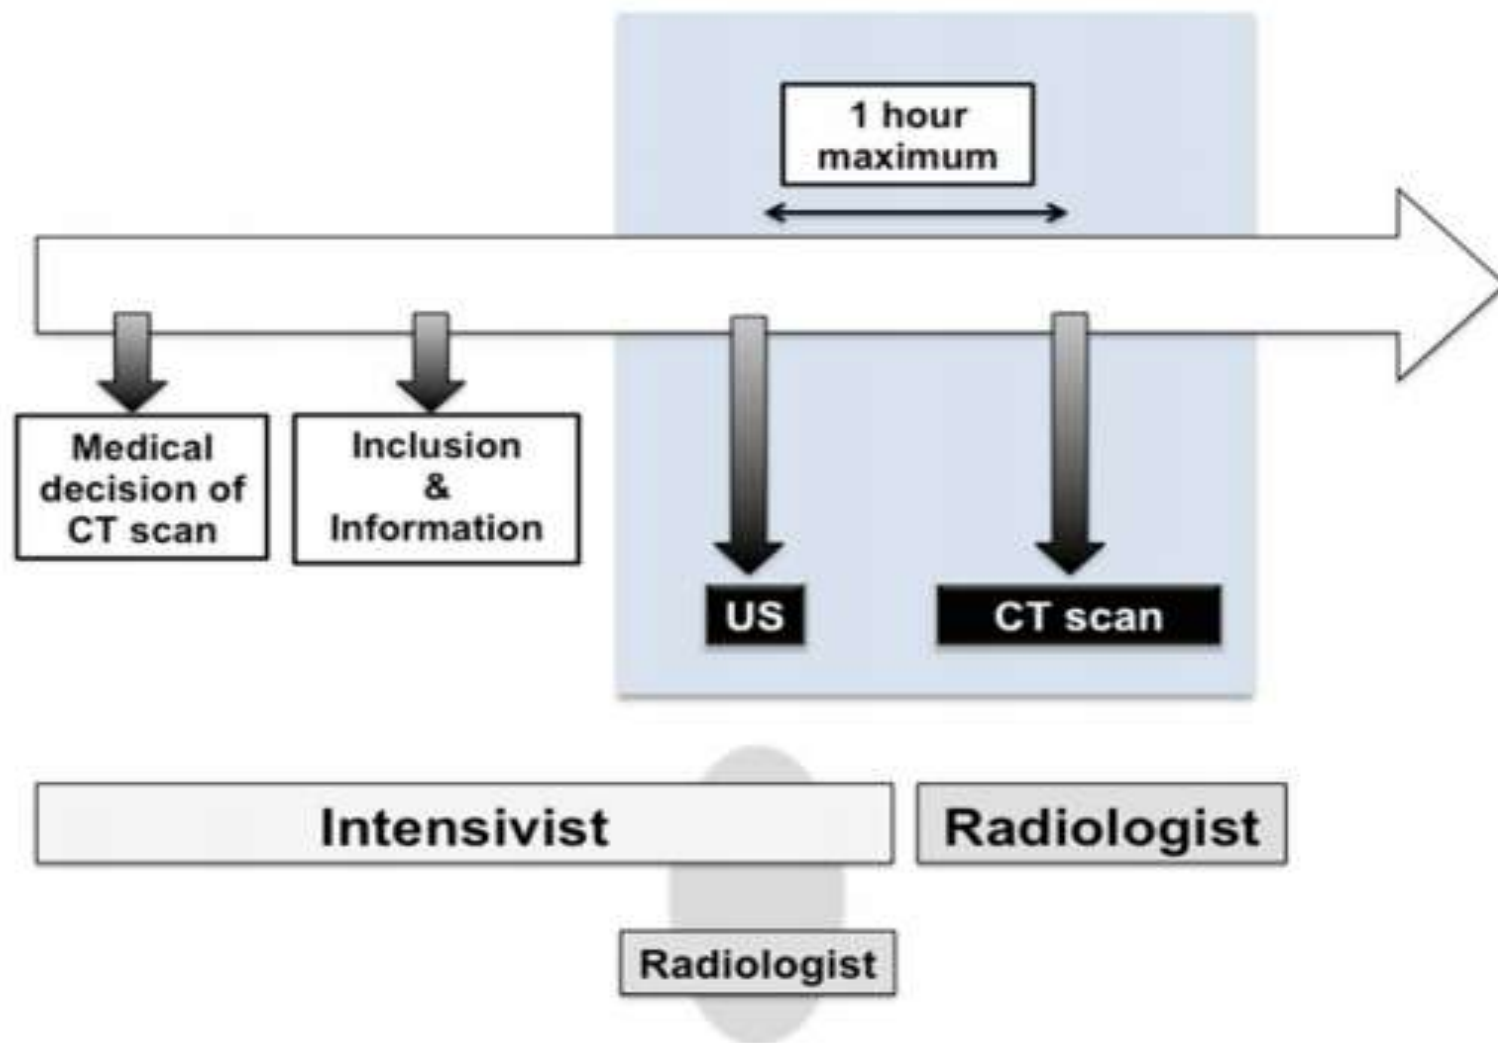 1 hour
maximum
Medical
decision of
CT scan
Inclusion
&
Information
US
CT scan
Intensivist
Radiologist
Radiologist